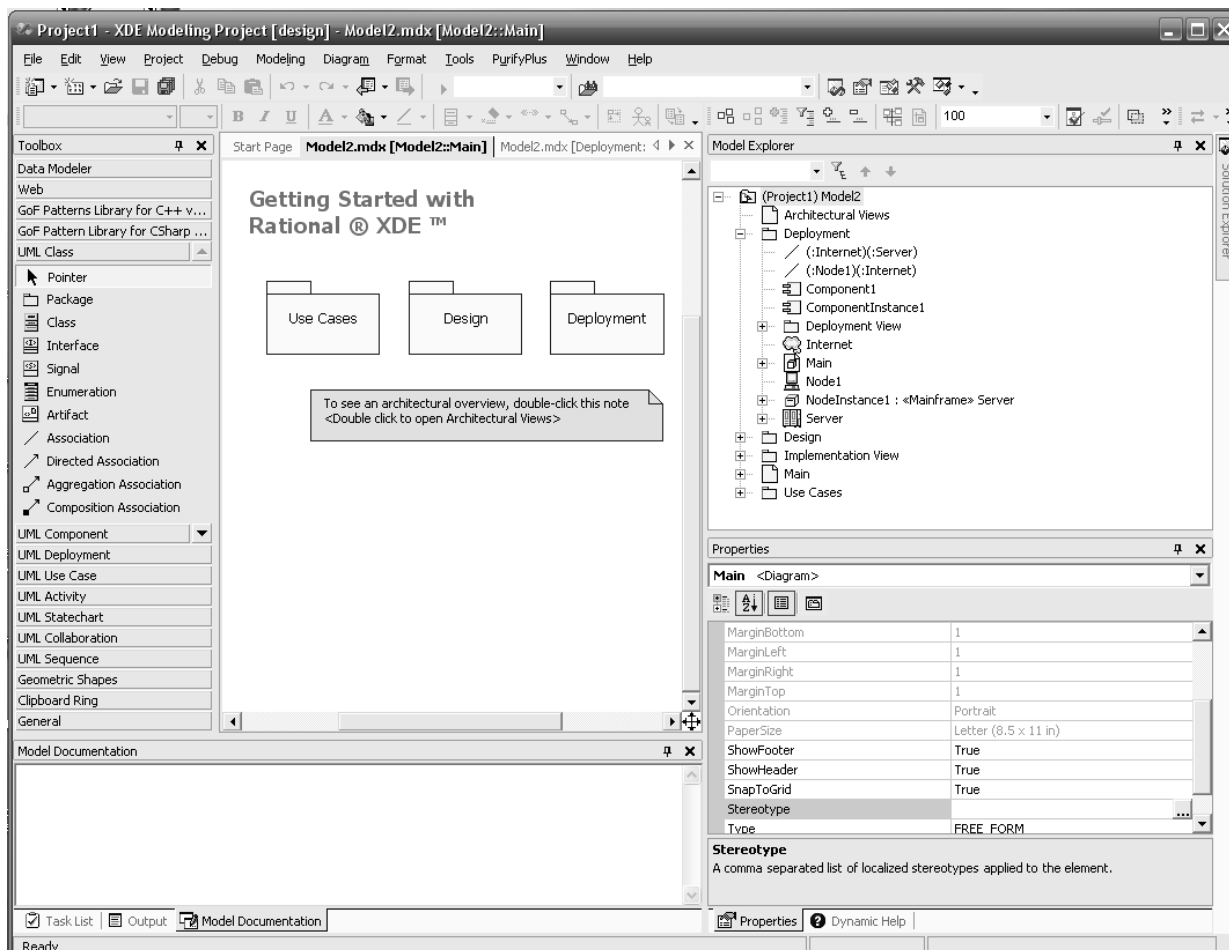 Project1 - XDE Modeling Project [design] - Model2.mdx [Model2::Main]
File Edit View Project Debug Modeling Diagram Format Tools PurifyPlus Window Help
B I U A 100
Toolbox
Data Modeler
Web
GoF Patterns Library for C++ v...
GoF Pattern Library for CSharp ...
UML Class
Pointer
Package
Class
Interface
Signal
Enumeration
Artifact
Association
Directed Association
Aggregation Association
Composition Association
UML Component
UML Deployment
UML Use Case
UML Activity
UML Statechart
UML Collaboration
UML Sequence
Geometric Shapes
Clipboard Ring
General
Start Page Model2.mdx [Model2::Main] Model2.mdx [Deployment:
Getting Started with
Rational ® XDE ™
Use Cases
Design
Deployment
To see an architectural overview, double-click this note
<Double click to open Architectural Views>
Model Explorer
(Project1) Model2
Architectural Views
Deployment
(:Internet)(:Server)
(:Node1)(:Internet)
Component1
ComponentInstance1
Deployment View
Internet
Main
Node1
NodeInstance1 : «Mainframe» Server
Server
Design
Implementation View
Main
Use Cases
Solution Explorer
Properties
Main <Diagram>
MarginBottom 1
MarginLeft 1
MarginRight 1
MarginTop 1
Orientation Portrait
PaperSize Letter (8.5 x 11 in)
ShowFooter True
ShowHeader True
SnapToGrid True
Stereotype ...
Type FREE_FORM
Stereotype
A comma separated list of localized stereotypes applied to the element.
Properties Dynamic Help
Model Documentation
Task List Output Model Documentation
Ready